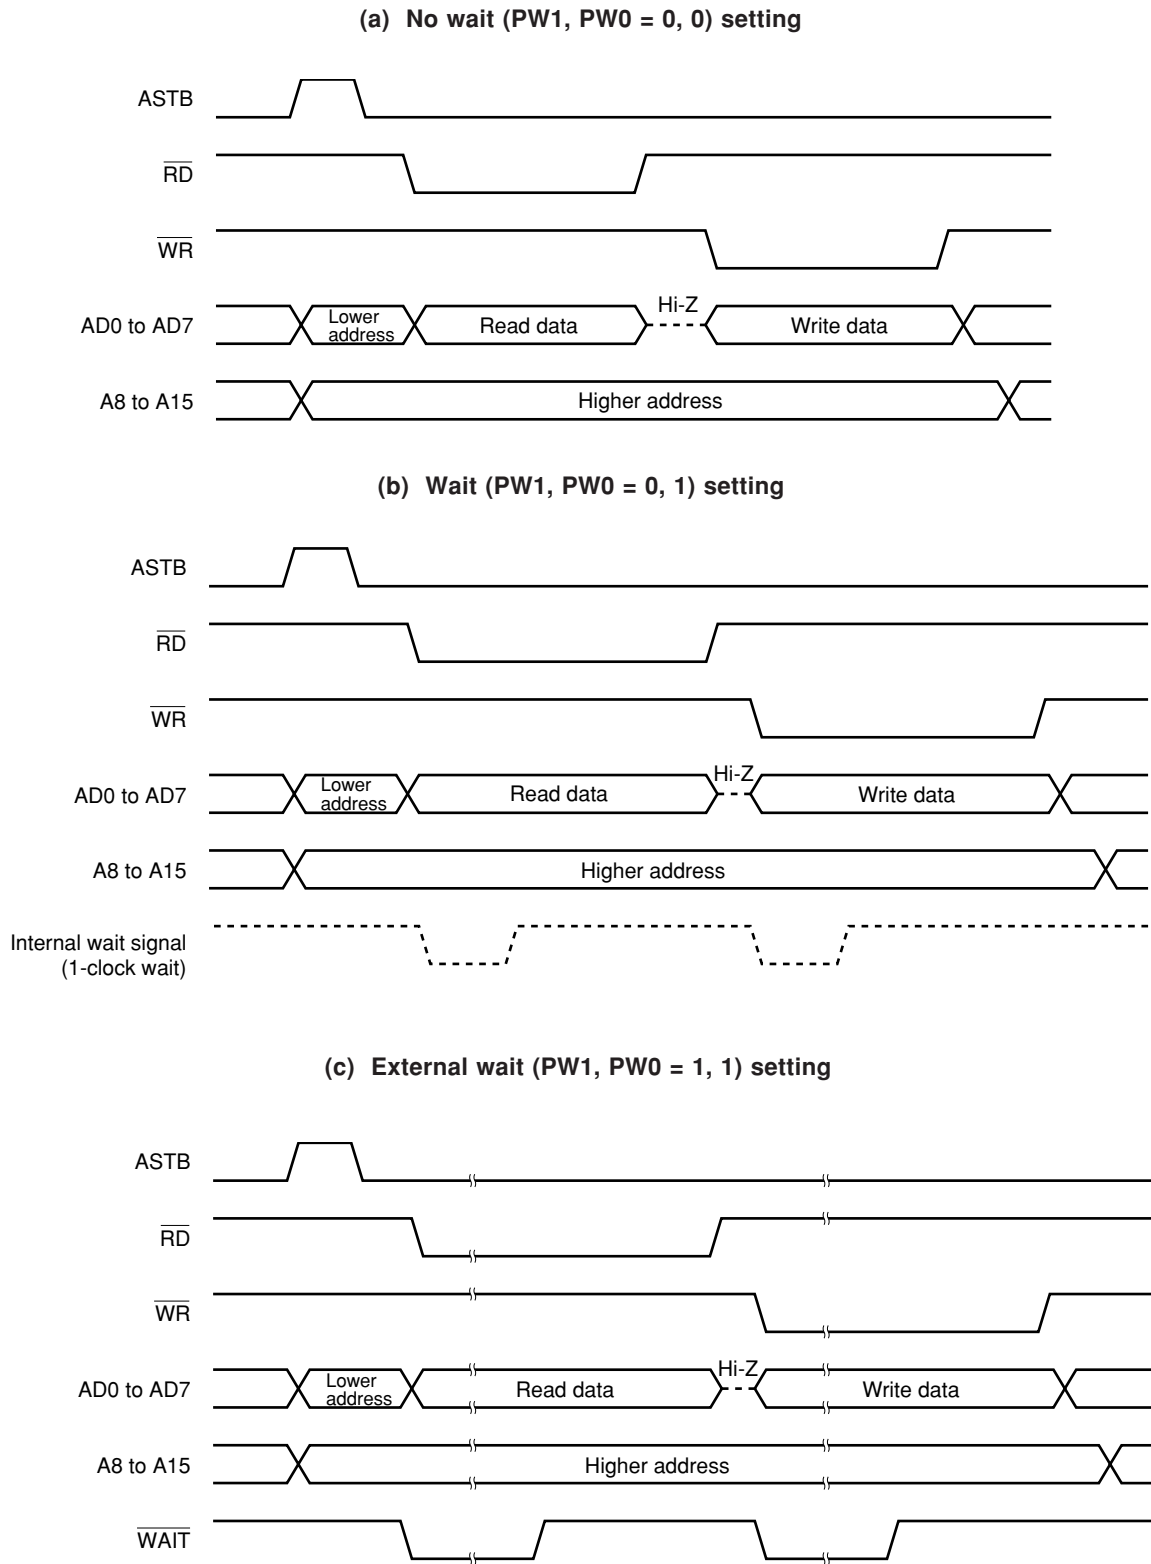 (a) No wait (PW1, PW0 = 0, 0) setting
ASTB
RD
WR
AD0 to AD7
Lower
address
Read data
Hi-Z
Write data
A8 to A15
Higher address
(b) Wait (PW1, PW0 = 0, 1) setting
ASTB
RD
WR
AD0 to AD7
Lower
address
Read data
Hi-Z
Write data
A8 to A15
Higher address
Internal wait signal
(1-clock wait)
(c) External wait (PW1, PW0 = 1, 1) setting
ASTB
RD
WR
AD0 to AD7
Lower
address
Read data
Hi-Z
Write data
A8 to A15
Higher address
WAIT